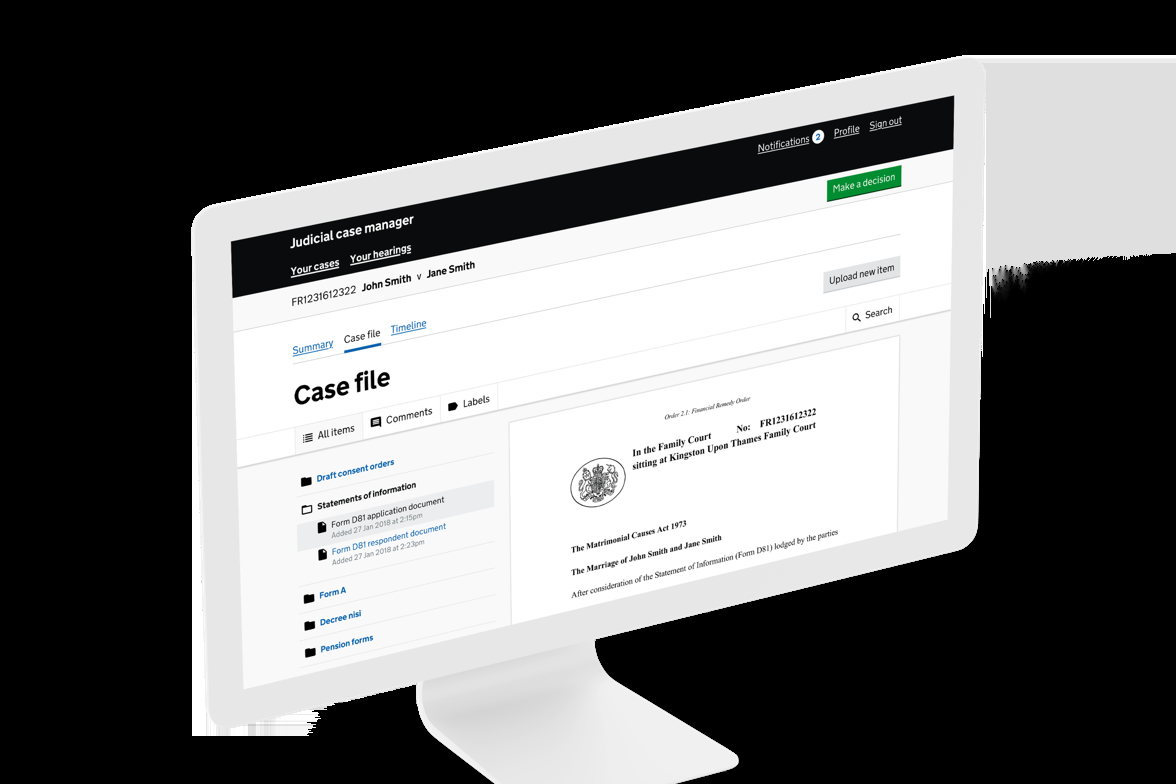 Notifications 2 Profile Sign out
Judicial case manager
Your cases Your hearings
Make a decision
FR1231612322 John Smith v Jane Smith
Upload new item
Summary Case file Timeline
Search
Case file
All items Comments Labels
Draft consent orders
Statements of information
Form D81 application document
Added 27 Jan 2018 at 2:15pm
Form D81 respondent document
Added 27 Jan 2018 at 2:23pm
Form A
Decree nisi
Pension forms
Order 2.1: Financial Remedy Order
In the Family Court No: FR1231612322
sitting at Kingston Upon Thames Family Court
The Matrimonial Causes Act 1973
The Marriage of John Smith and Jane Smith
After consideration of the Statement of Information (Form D81) lodged by the parties